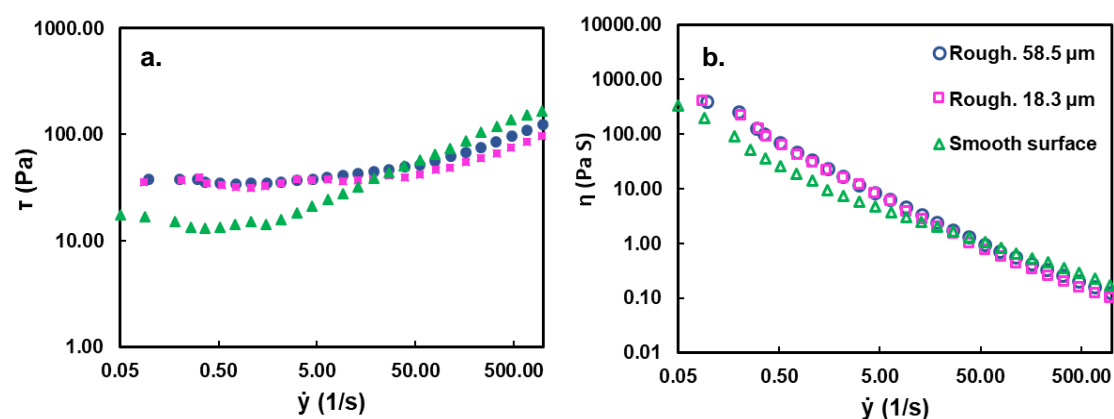 a.
1000.00
100.00
10.00
1.00
τ (Pa)
0.05 0.50 5.00 50.00 500.00
ẏ (1/s)
b.
10000.00
1000.00
100.00
10.00
1.00
0.10
0.01
η (Pa S)
Rough. 58.5 μm
Rough. 18.3 μm
Smooth surface
0.05 0.50 5.00 50.00 500.00
ẏ (1/s)